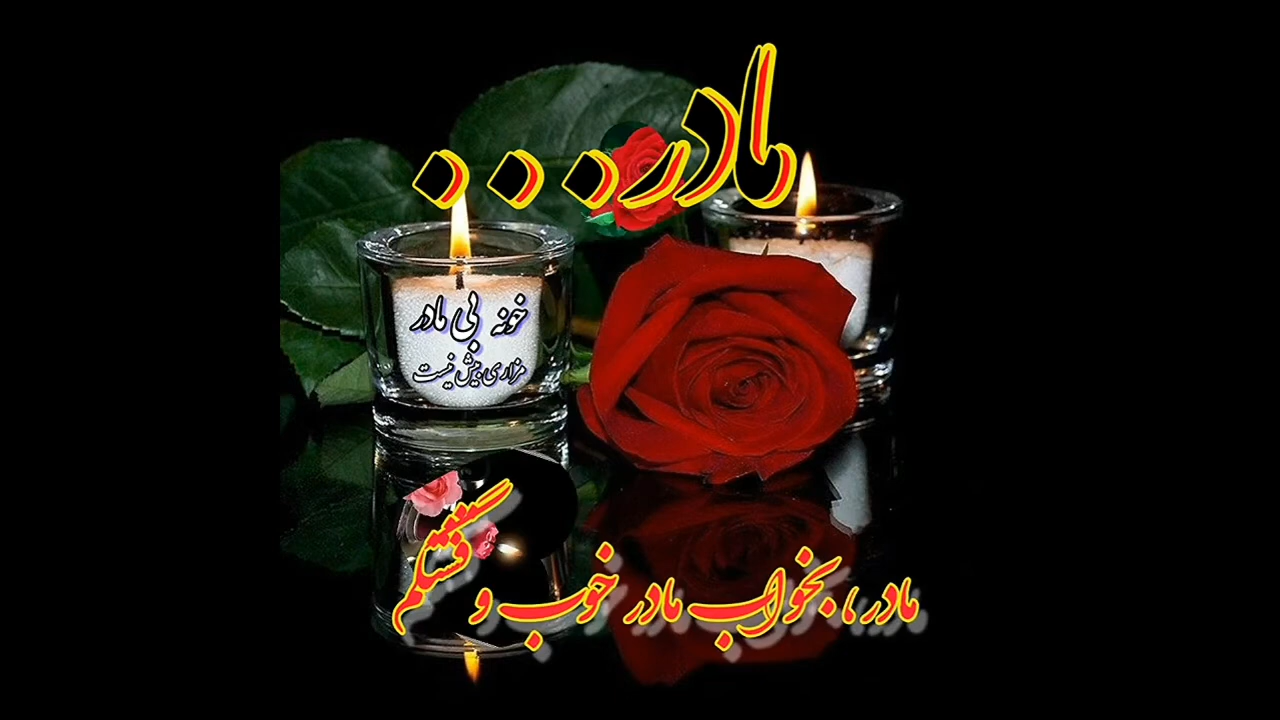 مادر...
خونه بی مادر
مزاری بیش نیست
مادر، بخواب مادر خوب و قشنگم